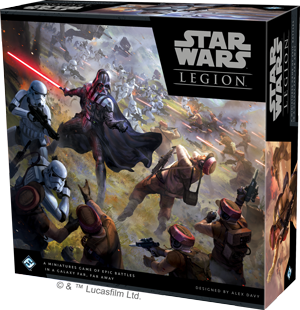 STAR
WARS
LEGION™
STAR
WARS
LEGION
A MINIATURES GAME OF EPIC BATTLES
IN A GALAXY FAR, FAR AWAY
DESIGNED BY ALEX DAVY
© & ™ Lucasfilm Ltd.